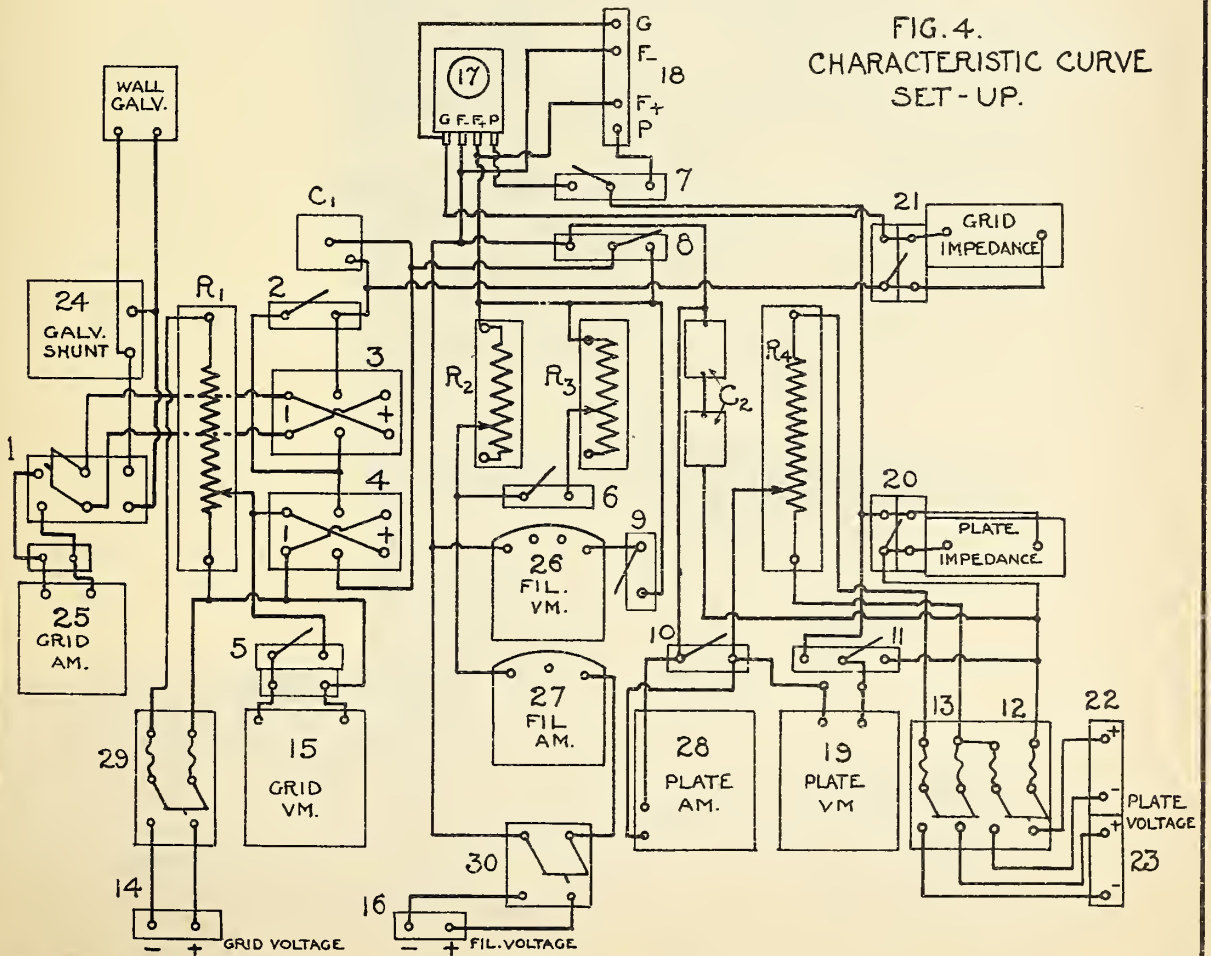 FIG. 4.
CHARACTERISTIC CURVE
SET-UP.
WALL
GALV.
17
G F- F+ P
G
F-
18
F+
P
7
C1
8
21
GRID
IMPEDANCE
24
GALV.
SHUNT
R1
2
3
- +
R2
R3
C2
R4
1
4
- +
6
20
PLATE
IMPEDANCE
25
GRID
AM.
26
FIL.
VM.
9
5
10
11
27
FIL
AM.
29
15
GRID
VM.
28
PLATE
AM.
19
PLATE
VM
13
12
22
+
-
PLATE
VOLTAGE
+
23
-
30
14
- + GRID VOLTAGE
16
- + FIL. VOLTAGE